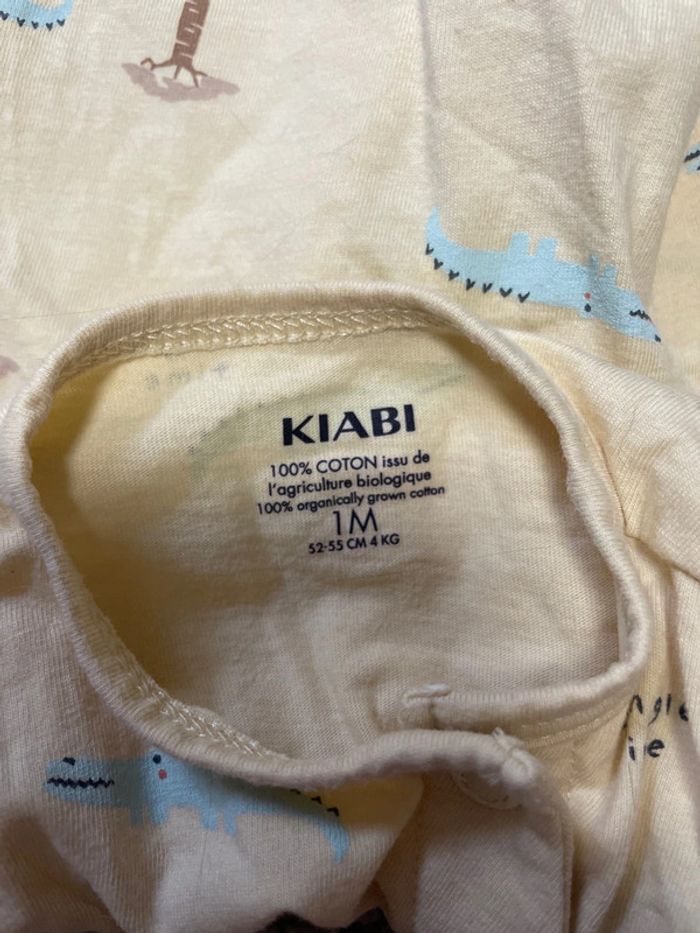 KIABI
100% COTON issu de
l'agriculture biologique
100% organically grown cotton
1M
52-55 CM 4 KG